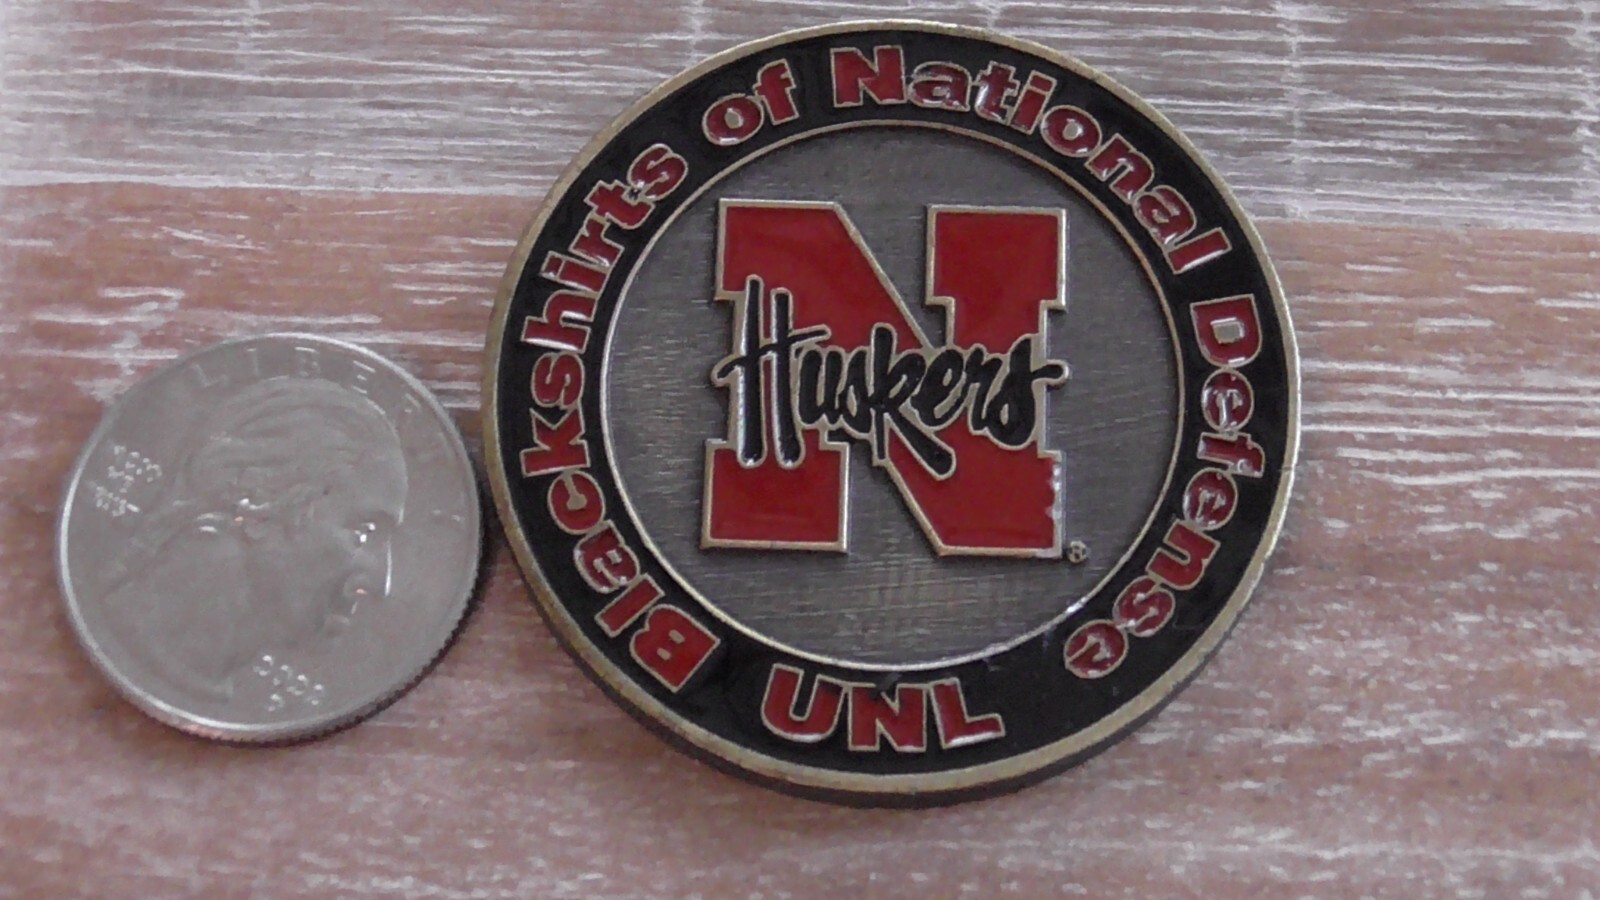 Blackshirts of National Defense
Huskers
N
®
UNL
LIBERTY